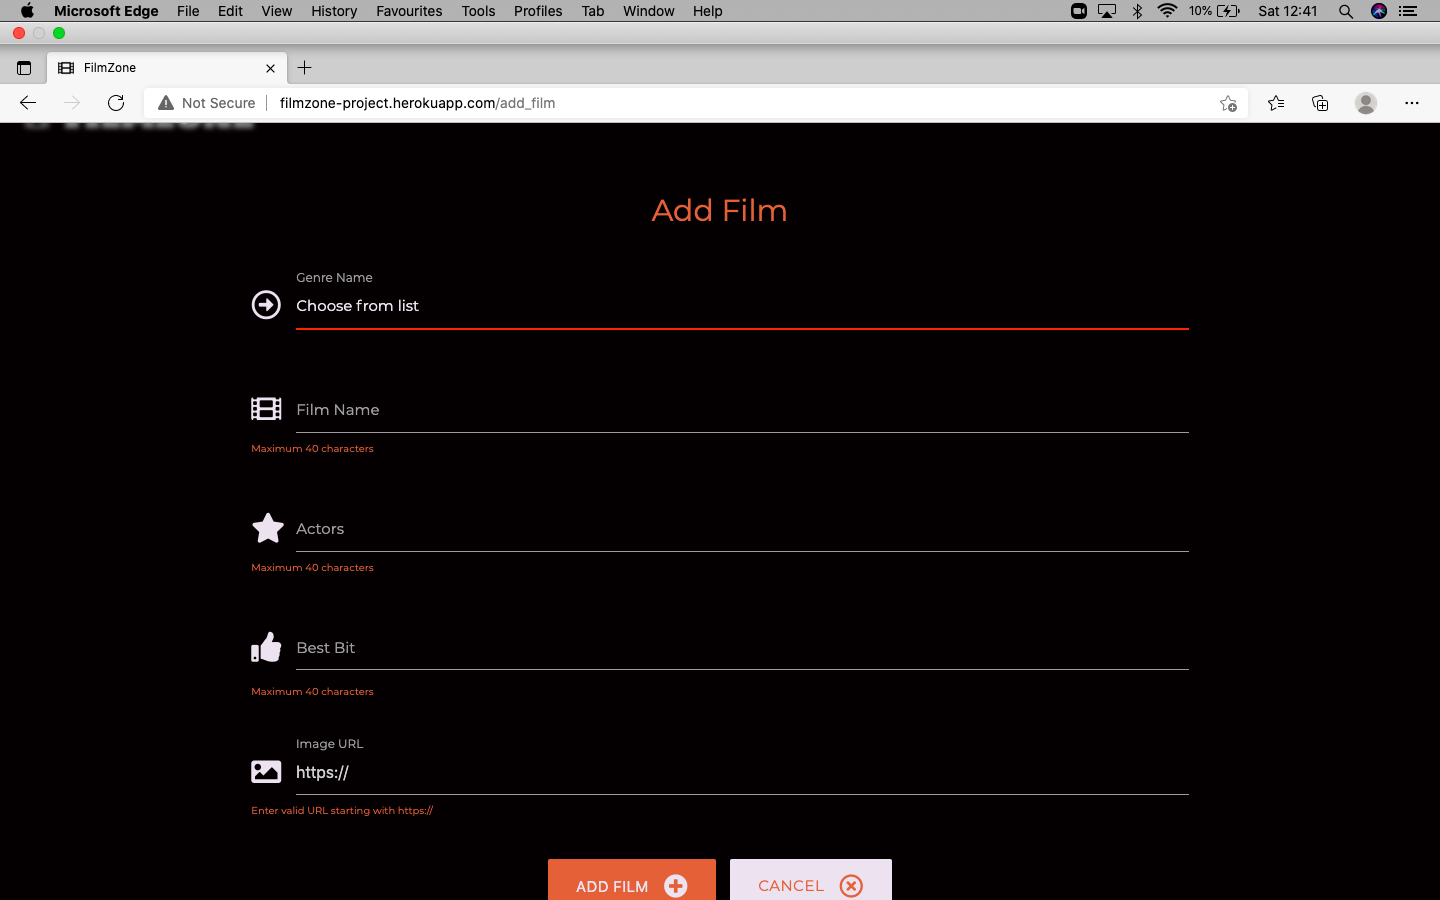 Microsoft Edge File Edit View History Favourites Tools Profiles Tab Window Help 10% Sat 12:41
FilmZone
Not Secure filmzone-project.herokuapp.com/add_film
Add Film
Genre Name
Choose from list
Film Name
Maximum 40 characters
Actors
Maximum 40 characters
Best Bit
Maximum 40 characters
Image URL
https://
Enter valid URL starting with https://
ADD FILM CANCEL